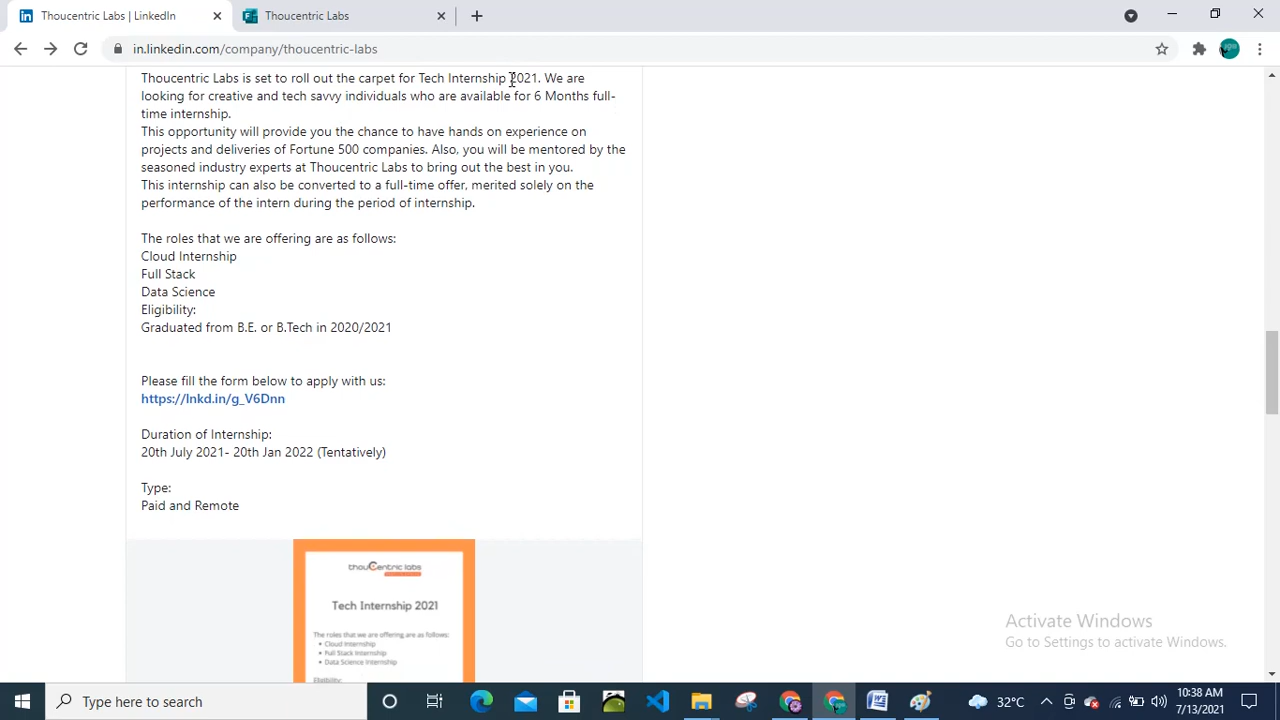 Thoucentric Labs | LinkedIn
Thoucentric Labs
in.linkedin.com/company/thoucentric-labs
Thoucentric Labs is set to roll out the carpet for Tech Internship 2021. We are
looking for creative and tech savvy individuals who are available for 6 Months full-
time internship.
This opportunity will provide you the chance to have hands on experience on
projects and deliveries of Fortune 500 companies. Also, you will be mentored by the
seasoned industry experts at Thoucentric Labs to bring out the best in you.
This internship can also be converted to a full-time offer, merited solely on the
performance of the intern during the period of internship.
The roles that we are offering are as follows:
Cloud Internship
Full Stack
Data Science
Eligibility:
Graduated from B.E. or B.Tech in 2020/2021
Please fill the form below to apply with us:
https://lnkd.in/g_V6Dnn
Duration of Internship:
20th July 2021- 20th Jan 2022 (Tentatively)
Type:
Paid and Remote
thouCentric labs
Tech Internship 2021
The roles that we are offering are as follows:
• Cloud Internship
• Full Stack Internship
• Data Science Internship
Eligibility:
Activate Windows
Go to Settings to activate Windows.
Type here to search
32°C
10:38 AM
7/13/2021